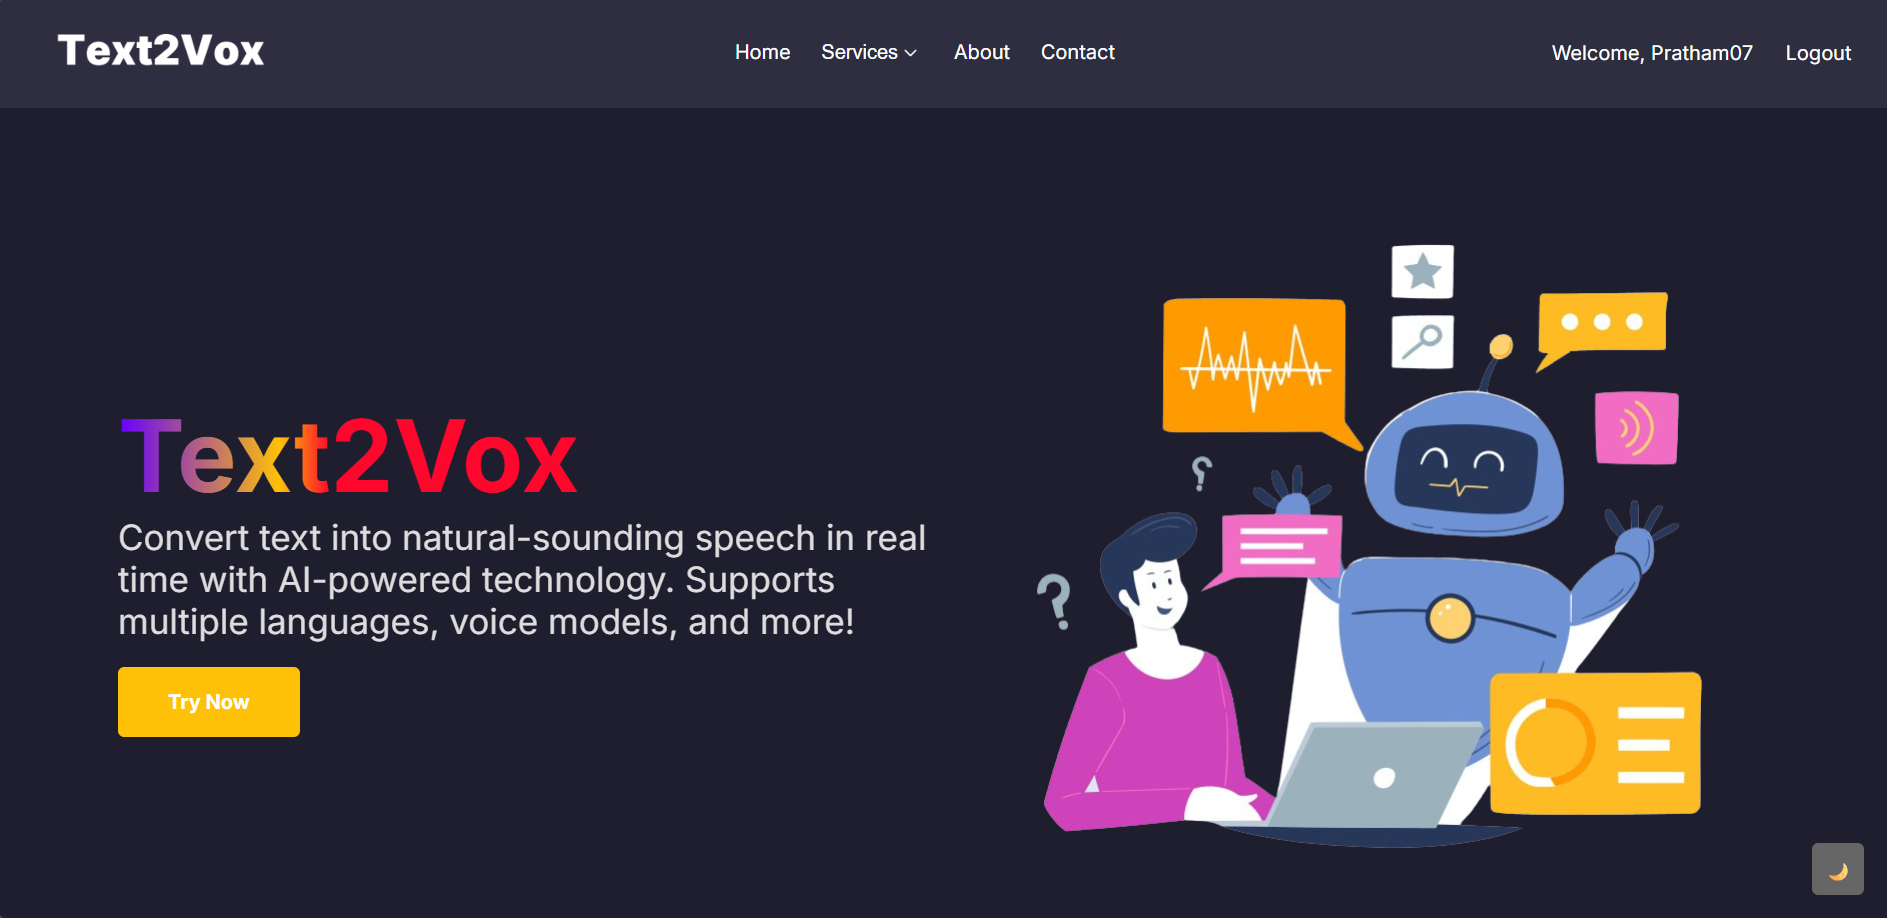 Text2Vox
Home
Services
About
Contact
Welcome, Pratham07
Logout
Text2Vox
Convert text into natural-sounding speech in real
time with AI-powered technology. Supports
multiple languages, voice models, and more!
Try Now
?
?